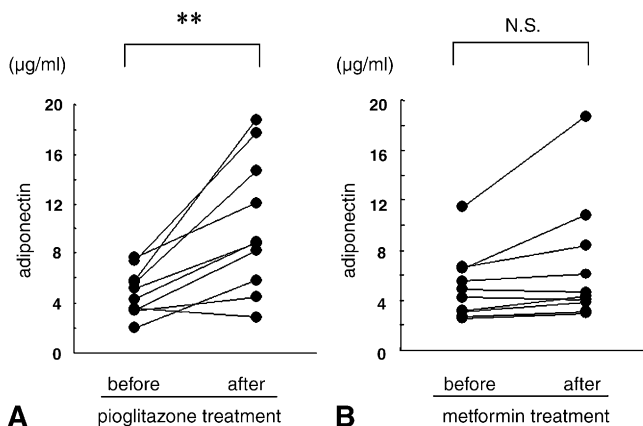 **
(µg/ml)
20
16
12
8
4
0
adiponectin
before after
A pioglitazone treatment
N.S.
(µg/ml)
20
16
12
8
4
0
adiponectin
before after
B metformin treatment